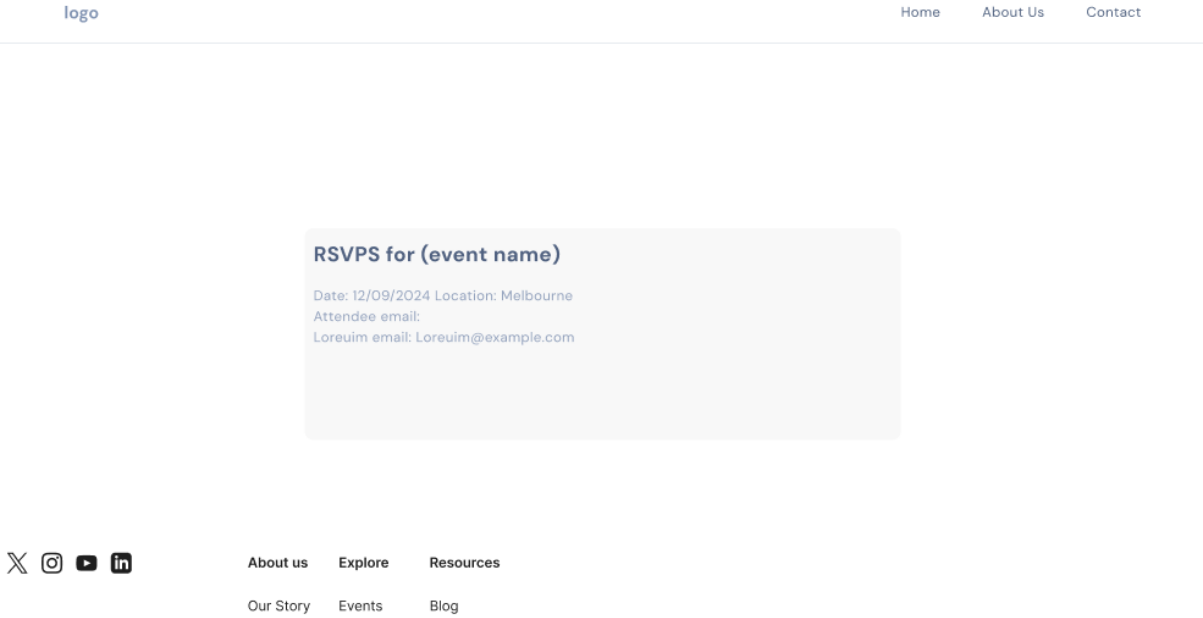 logo
Home About Us Contact
RSVPS for (event name)
Date: 12/09/2024 Location: Melbourne
Attendee email:
Loreuim email: Loreuim@example.com
in
About us Explore Resources
Our Story Events Blog